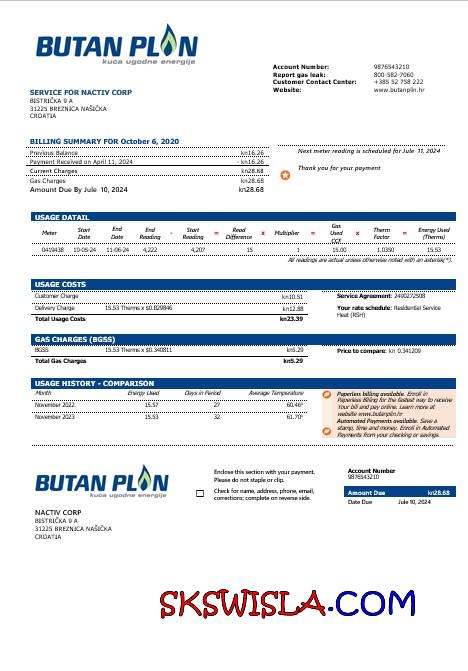 BUTAN PLIN
kuća ugodne energije
Account Number: 9876543210
Report gas leak: 800-582-7060
Customer Contact Center: +385 52 758 222
Website: www.butanplin.hr
SERVICE FOR NACTIV CORP
BISTRIČKA 9 A
31225 BREZNICA NAŠIČKA
CROATIA
BILLING SUMMARY FOR October 6, 2020
Previous Balance kn16.26
Payment Received on April 11, 2024 - kn16.26
Current Charges kn28.68
Gas Charges kn28.68
Amount Due By Jule 10, 2024 kn28.68
Next meter reading is scheduled for Jule 11, 2024
Thank you for your payment
USAGE DATAIL
Meter Start Date End Date End Reading - Start Reading = Read Difference x Multiplier = Gas Used CCF x Therm Factor = Energy Used (Therms)
0419438 10-05-24 11-06-24 4,222 4,207 15 1 15.00 1.0350 15.53
All readings are actual unless otherwise noted with an asterisk(*).
USAGE COSTS
Customer Charge kn10.51
Delivery Charge 15.53 Therms x $0.829846 kn12.88
Total Usage Costs kn23.39
Service Agreement: 2490272508
Your rate schedule: Residential Service
Heat (RSH)
GAS CHARGES (BGSS)
BGSS 15.53 Therms x $0.340811 kn5.29
Total Gas Charges kn5.29
Price to compare: kn 0.341209
USAGE HISTORY - COMPARISON
Month Energy Used Days in Period Average Temperature
November 2022 15.57 27 60.46°
November 2023 15.53 32 61.70°
Paperless billing available. Enroll in
Paperless Billing for the fastest way to receive
Your bill and pay online. Learn more at
website www.butanplin.hr
Automated Payments available. Save a
stamp, time and money. Enroll in Automated
Payments from your checking or savings.
BUTAN PLIN
kuća ugodne energije
Enclose this section with your payment.
Please do not staple or clip.
Check for name, address, phone, email,
corrections; complete on reverse side.
Account Number
9876543210
Amount Due kn28.68
Date Due Jule 10, 2024
NACTIV CORP
BISTRIČKA 9 A
31225 BREZNICA NAŠIČKA
CROATIA
SKSWISLA.COM